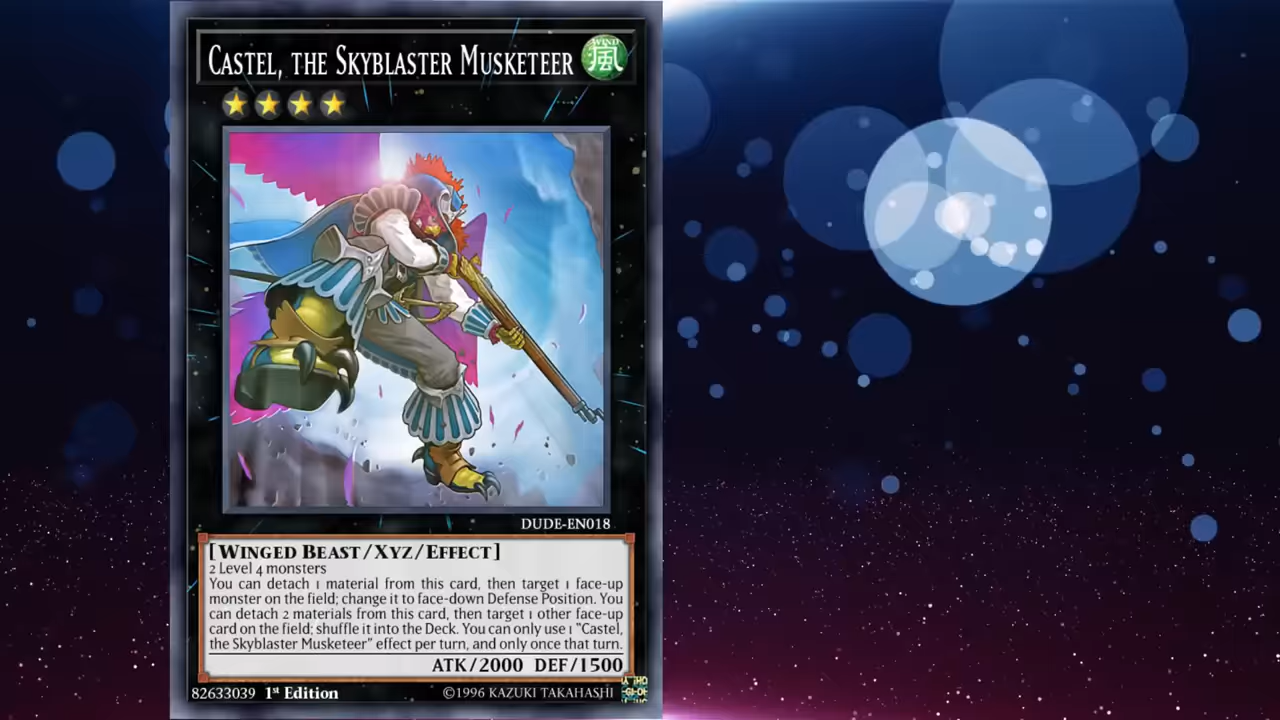 CASTEL, THE SKYBLASTER MUSKETEER
WIND
風
DUDE-EN018
[WINGED BEAST/XYZ/EFFECT]
2 Level 4 monsters
You can detach 1 material from this card, then target 1 face-up
monster on the field; change it to face-down Defense Position. You
can detach 2 materials from this card, then target 1 other face-up
card on the field; shuffle it into the Deck. You can only use 1 "Castel,
the Skyblaster Musketeer" effect per turn, and only once that turn.
ATK/2000 DEF/1500
82633039 1st Edition
©1996 KAZUKI TAKAHASHI